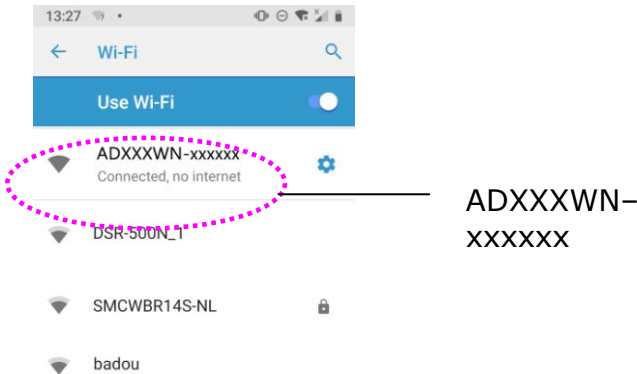 13:27
Wi-Fi
Use Wi-Fi
ADXXXWN-xxxxxx
Connected, no internet
ADXXXWN–
xxxxxx
DSR-500N_1
SMCWBR14S-NL
badou